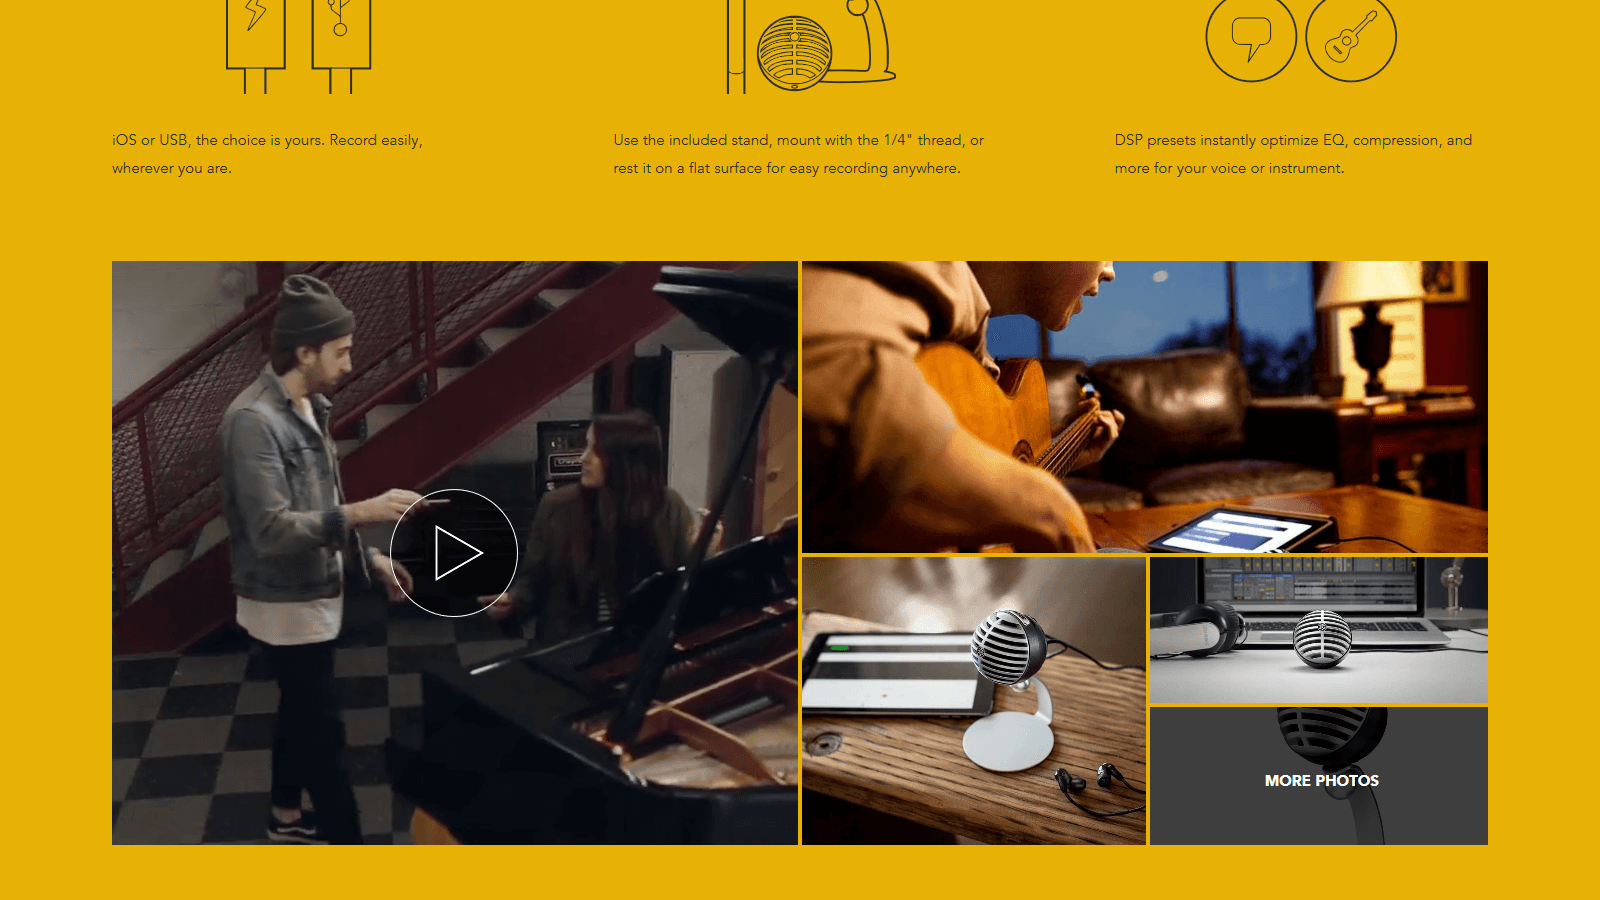 iOS or USB, the choice is yours. Record easily,
wherever you are.
Use the included stand, mount with the 1/4" thread, or
rest it on a flat surface for easy recording anywhere.
DSP presets instantly optimize EQ, compression, and
more for your voice or instrument.
MORE PHOTOS